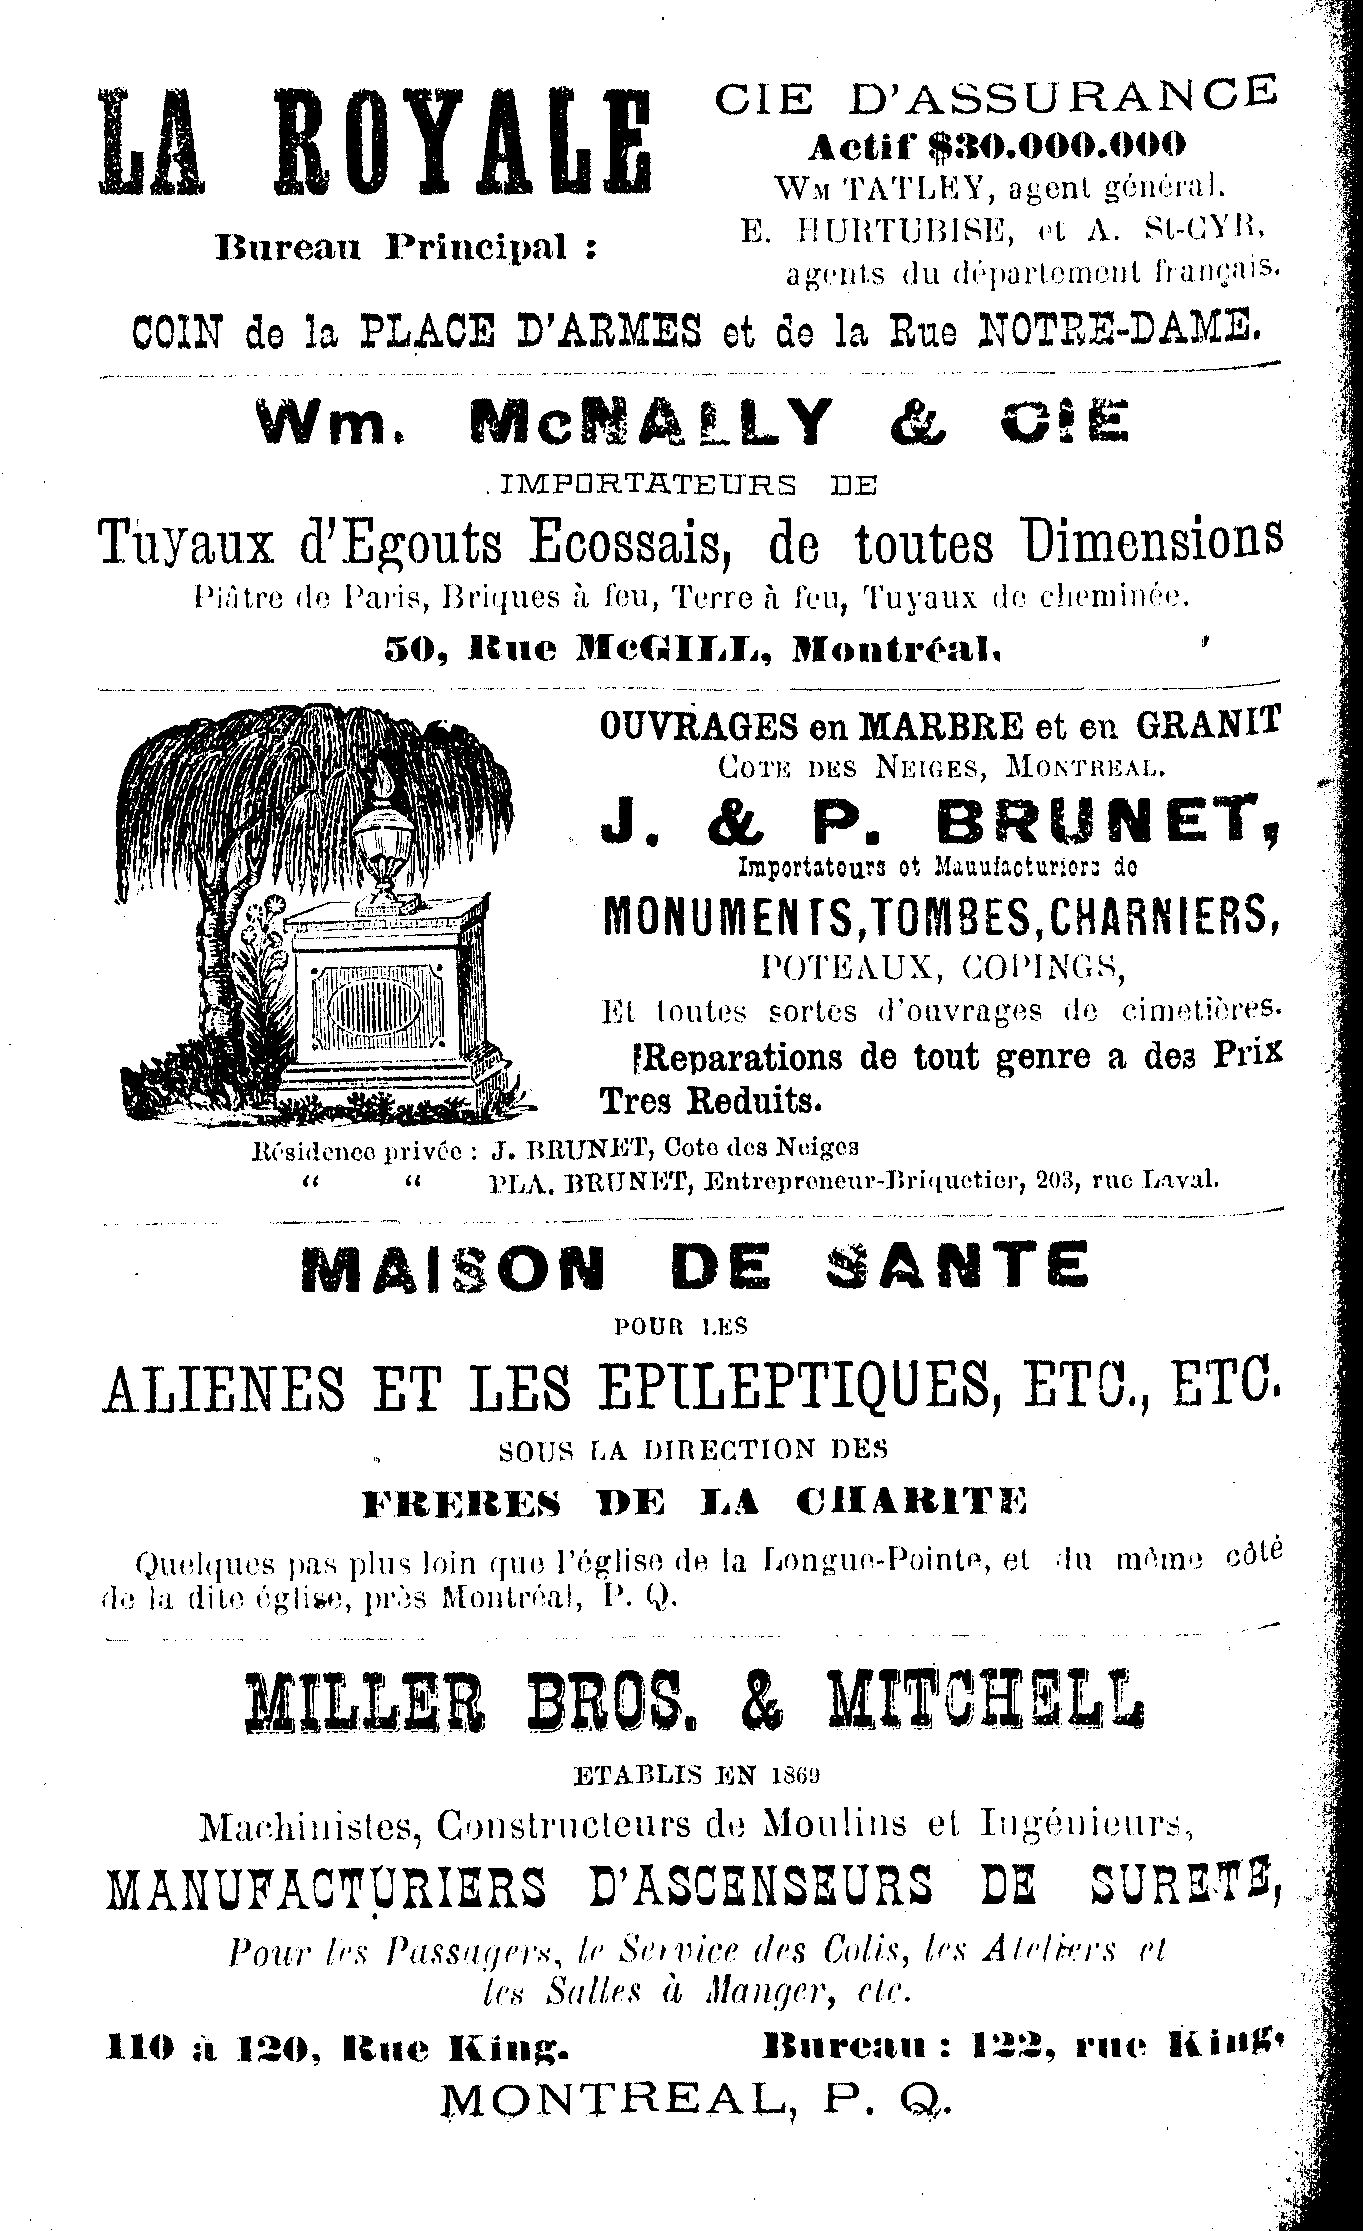 LA ROYALE
CIE D'ASSURANCE
Actif $30.000.000
WM TATLEY, agent général.
E. HURTUBISE, et A. St-CYR,
agents du département français.
Bureau Principal :
COIN de la PLACE D'ARMES et de la Rue NOTRE-DAME.
Wm. McNALLY & CIE
IMPORTATEURS DE
Tuyaux d'Egouts Ecossais, de toutes Dimensions
Plâtre de Paris, Briques à feu, Terre à feu, Tuyaux de cheminée.
50, Rue McGILL, Montréal.
OUVRAGES en MARBRE et en GRANIT
COTE DES NEIGES, MONTREAL.
J. & P. BRUNET,
Importateurs et Manufacturiers de
MONUMENTS, TOMBES, CHARNIERS,
POTEAUX, COPINGS,
Et toutes sortes d'ouvrages de cimetières.
Reparations de tout genre a des Prix
Tres Reduits.
Résidence privée : J. BRUNET, Cote des Neiges
“ “ PLA. BRUNET, Entrepreneur-Briquetier, 203, rue Laval.
MAISON DE SANTE
POUR LES
ALIENES ET LES EPILEPTIQUES, ETC., ETC.
SOUS LA DIRECTION DES
FRERES DE LA CHARITE
Quelques pas plus loin que l'église de la Longue-Pointe, et du même côté
de la dite église, près Montréal, P. Q.
MILLER BROS. & MITCHELL
ETABLIS EN 1869
Machinistes, Constructeurs de Moulins et Ingénieurs,
MANUFACTURIERS D'ASCENSEURS DE SURETE,
Pour les Passagers, le Service des Colis, les Ateliers et
les Salles à Manger, etc.
110 à 120, Rue King. Bureau : 122, rue King.
MONTREAL, P. Q.